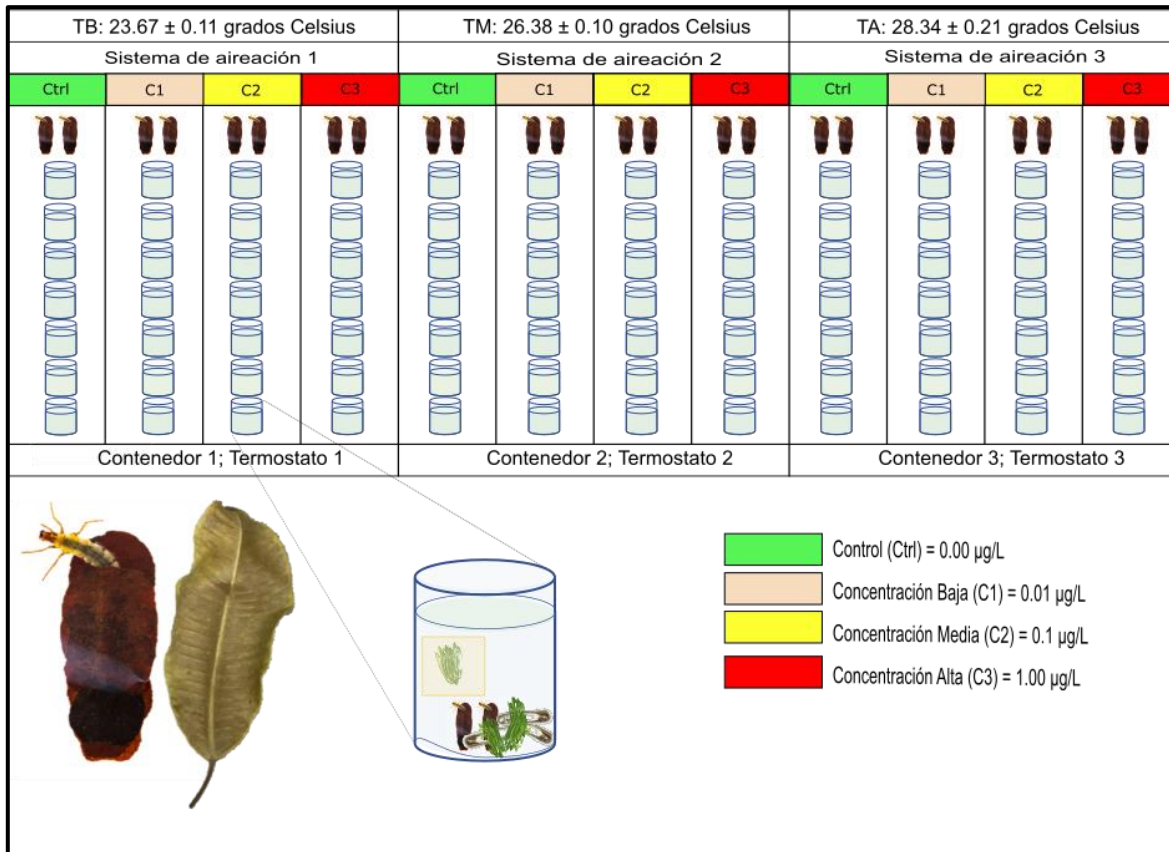 TB: 23.67 ± 0.11 grados Celsius
TM: 26.38 ± 0.10 grados Celsius
TA: 28.34 ± 0.21 grados Celsius
Sistema de aireación 1
Sistema de aireación 2
Sistema de aireación 3
Ctrl
C1
C2
C3
Ctrl
C1
C2
C3
Ctrl
C1
C2
C3
Contenedor 1; Termostato 1
Contenedor 2; Termostato 2
Contenedor 3; Termostato 3
Control (Ctrl) = 0.00 µg/L
Concentración Baja (C1) = 0.01 µg/L
Concentración Media (C2) = 0.1 µg/L
Concentración Alta (C3) = 1.00 µg/L